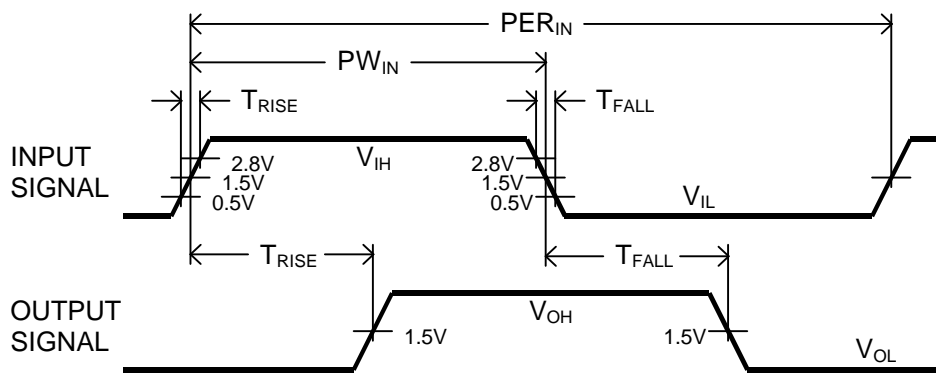 PER_IN
PW_IN
T_RISE
T_FALL
INPUT
SIGNAL
V_IH
2.8V
1.5V
0.5V
2.8V
1.5V
0.5V
V_IL
T_RISE
T_FALL
OUTPUT
SIGNAL
1.5V
V_OH
1.5V
V_OL